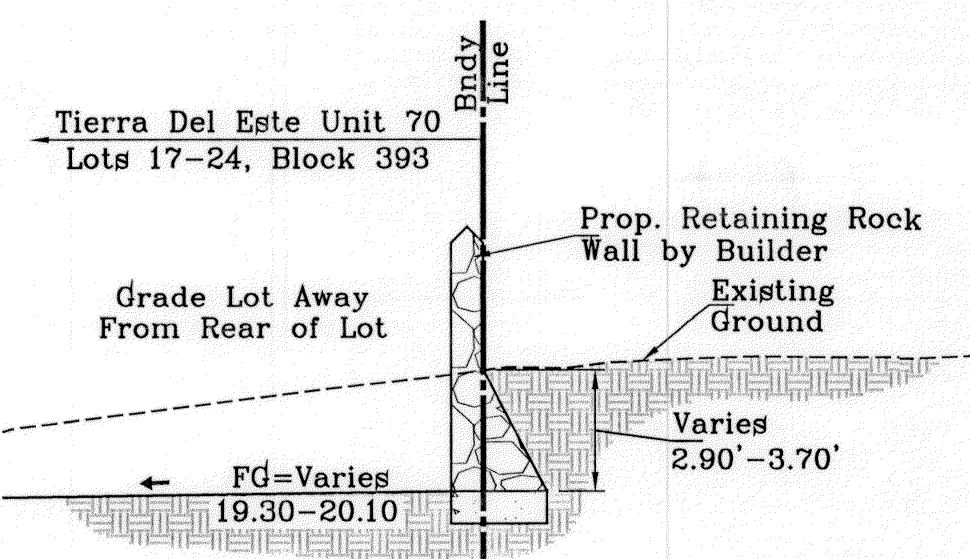 Bndy
Line
Tierra Del Este Unit 70
Lots 17-24, Block 393
Prop. Retaining Rock
Wall by Builder
Grade Lot Away
From Rear of Lot
Existing
Ground
Varies
2.90'-3.70'
FG=Varies
19.30-20.10